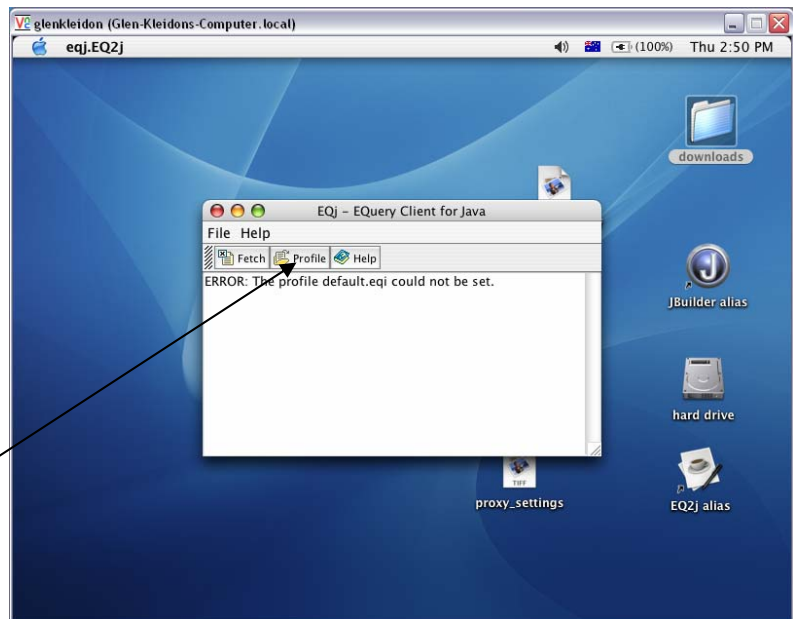 glenkleidon (Glen-Kleidons-Computer.local)
eqj.EQ2j
(100%) Thu 2:50 PM
downloads
EQj - EQuery Client for Java
File Help
Fetch Profile Help
ERROR: The profile default.eqi could not be set.
JBuilder alias
hard drive
TIFF
proxy_settings
EQ2j alias